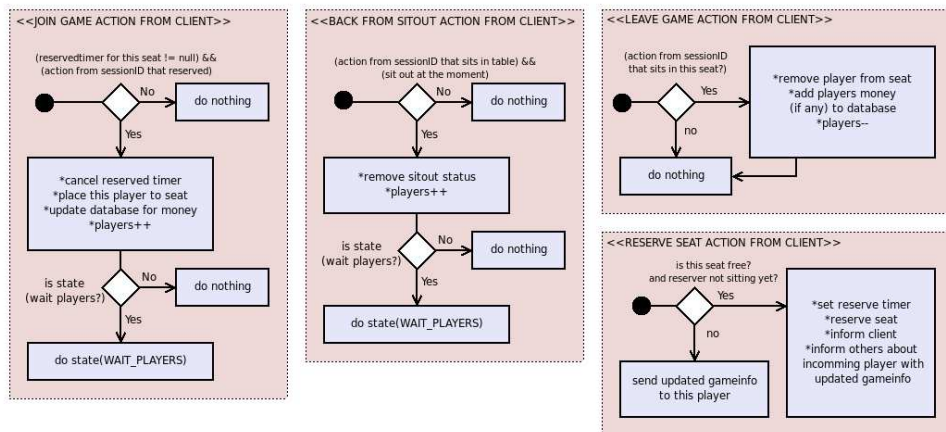 <<JOIN GAME ACTION FROM CLIENT>>
(reservedtimer for this seat != null) &&
(action from sessionID that reserved)
No
do nothing
Yes
*cancel reserved timer
*place this player to seat
*update database for money
*players++
is state
(wait players?)
No
do nothing
Yes
do state(WAIT_PLAYERS)
<<BACK FROM SITOUT ACTION FROM CLIENT>>
(action from sessionID that sits in table) &&
(sit out at the moment)
No
do nothing
Yes
*remove sitout status
*players++
is state
(wait players?)
No
do nothing
Yes
do state(WAIT_PLAYERS)
<<LEAVE GAME ACTION FROM CLIENT>>
(action from sessionID
that sits in this seat?)
Yes
*remove player from seat
*add players money
(if any) to database
*players--
no
do nothing
<<RESERVE SEAT ACTION FROM CLIENT>>
is this seat free?
and reserver not sitting yet?
Yes
*set reserve timer
*reserve seat
*inform client
*inform others about
incomming player with
updated gameinfo
no
send updated gameinfo
to this player